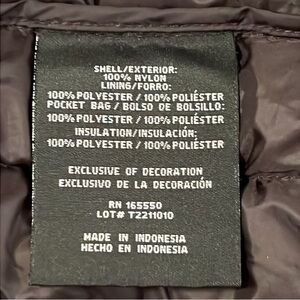 SHELL/EXTERIOR:
100% NYLON
LINING/FORRO:
100% POLYESTER / 100% POLIÉSTER
POCKET BAG / BOLSO DE BOLSILLO:
100% POLYESTER / 100% POLIÉSTER
INSULATION/INSULACIÓN:
100% POLYESTER / 100% POLIÉSTER
EXCLUSIVE OF DECORATION
EXCLUSIVO DE LA DECORACIÓN
RN 165550
LOT# T2211010
MADE IN INDONESIA
HECHO EN INDONESIA